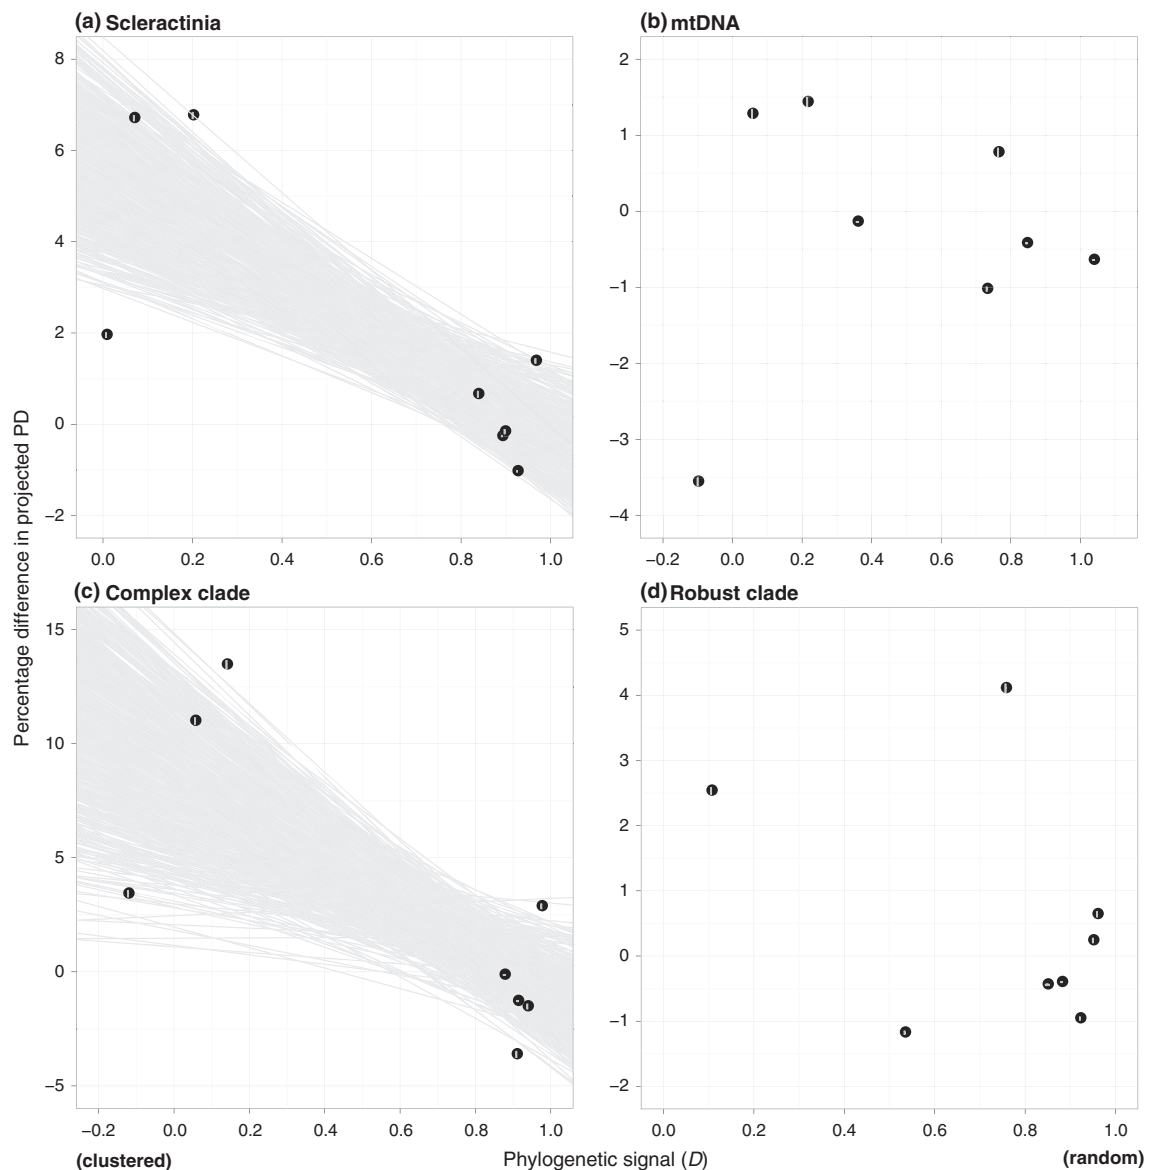 (a) Scleractinia
(b) mtDNA
8
6
4
2
0
−2
0.0 0.2 0.4 0.6 0.8 1.0
2
1
0
−1
−2
−3
−4
−0.2 0.0 0.2 0.4 0.6 0.8 1.0
Percentage difference in projected PD
(c) Complex clade
(d) Robust clade
15
10
5
0
−5
−0.2 0.0 0.2 0.4 0.6 0.8 1.0
5
4
3
2
1
0
−1
−2
0.0 0.2 0.4 0.6 0.8 1.0
(clustered)
Phylogenetic signal (D)
(random)